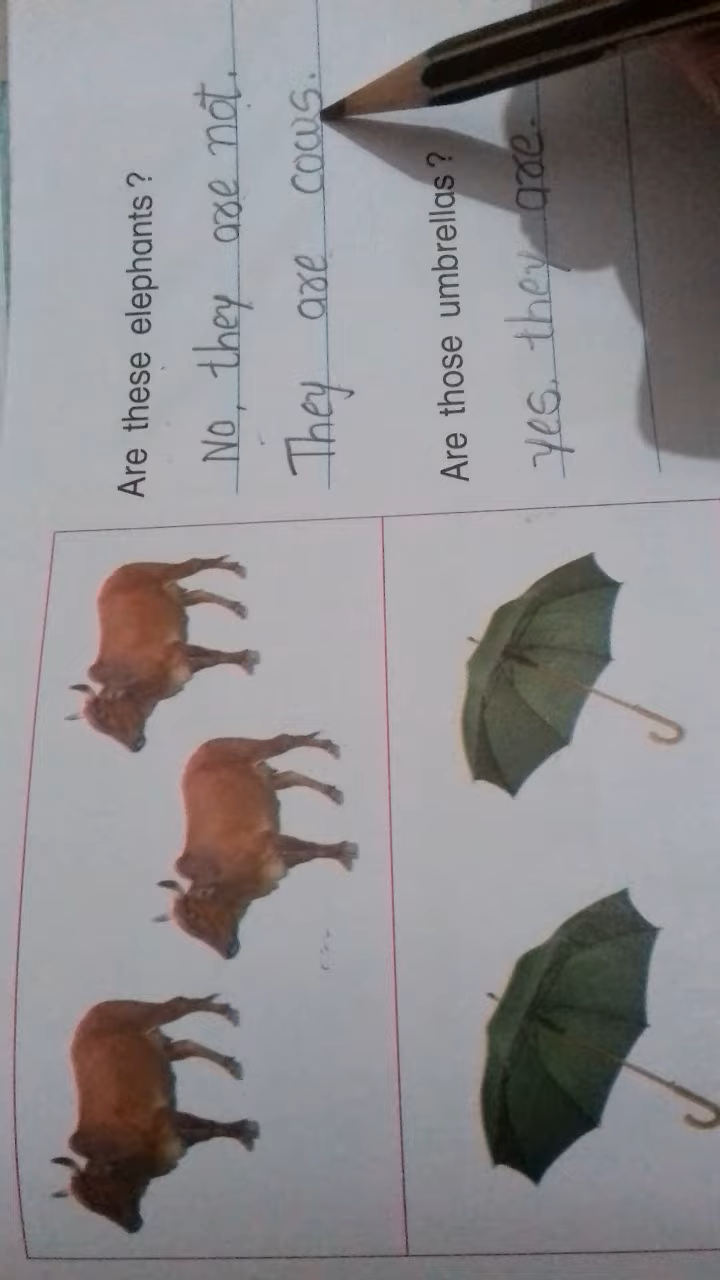 Are these elephants?
No, they are not.
They are cows.
Are those umbrellas?
yes, they are.